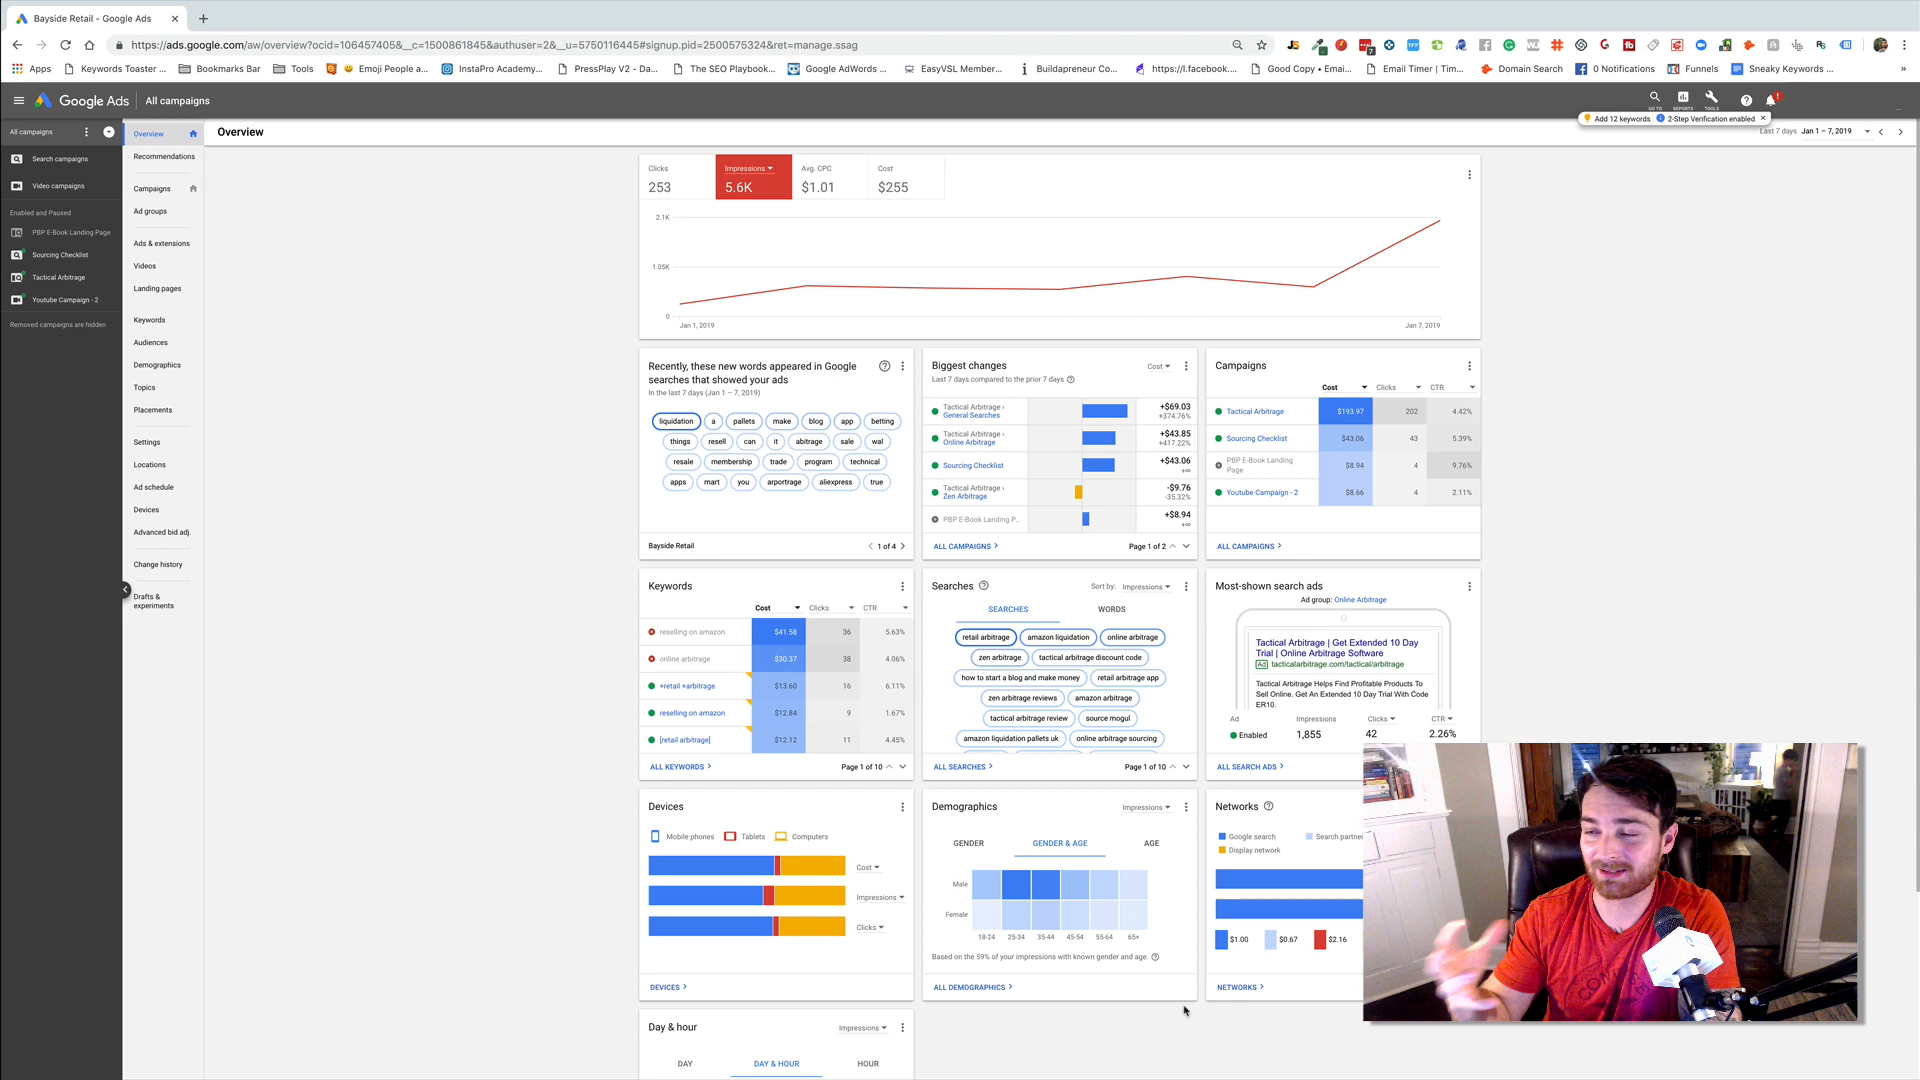 Bayside Retail - Google Ads
https://ads.google.com/aw/overview?ocid=106457405&__c=1500861845&authuser=2&__u=5750116445#signup.pid=2500575324&ret=manage.ssag
Apps Keywords Toaster ... Bookmarks Bar Tools Emoji People a... InstaPro Academy... PressPlay V2 - Da... The SEO Playbook... Google AdWords ... EasyVSL Member... Buildapreneur Co... https://l.facebook.... Good Copy • Emai... Email Timer | Tim... Domain Search 0 Notifications Funnels Sneaky Keywords ...
Google Ads All campaigns
GO TO REPORTS TOOLS
Add 12 keywords 2-Step Verification enabled
All campaigns
Search campaigns
Video campaigns
Enabled and Paused
PBP E-Book Landing Page
Sourcing Checklist
Tactical Arbitrage
Youtube Campaign - 2
Removed campaigns are hidden
Overview
Recommendations
Campaigns
Ad groups
Ads & extensions
Videos
Landing pages
Keywords
Audiences
Demographics
Topics
Placements
Settings
Locations
Ad schedule
Devices
Advanced bid adj.
Change history
Drafts &
experiments
Overview
Last 7 days Jan 1 – 7, 2019
Clicks Impressions Avg. CPC Cost
253 5.6K $1.01 $255
2.1K
1.05K
0
Jan 1, 2019 Jan 7, 2019
Recently, these new words appeared in Google
searches that showed your ads
In the last 7 days (Jan 1 – 7, 2019)
liquidation a pallets make blog app betting
things resell can it abitrage sale wal
resale membership trade program technical
apps mart you arportrage aliexpress true
Bayside Retail 1 of 4
Biggest changes Cost
Last 7 days compared to the prior 7 days
Tactical Arbitrage ›
General Searches
+$69.03
+374.76%
Tactical Arbitrage ›
Online Arbitrage
+$43.85
+417.22%
Sourcing Checklist
+$43.06
+∞
Tactical Arbitrage ›
Zen Arbitrage
-$9.76
-35.32%
PBP E-Book Landing P...
+$8.94
+∞
ALL CAMPAIGNS Page 1 of 2
Campaigns
Cost Clicks CTR
Tactical Arbitrage $193.97 202 4.42%
Sourcing Checklist $43.06 43 5.39%
PBP E-Book Landing
Page
$8.94 4 9.76%
Youtube Campaign - 2 $8.66 4 2.11%
ALL CAMPAIGNS
Keywords
Cost Clicks CTR
reselling on amazon $41.58 36 5.63%
online arbitrage $30.37 38 4.06%
+retail +arbitrage $13.60 16 6.11%
reselling on amazon $12.84 9 1.67%
[retail arbitrage] $12.12 11 4.45%
ALL KEYWORDS Page 1 of 10
Searches Sort by: Impressions
SEARCHES WORDS
retail arbitrage amazon liquidation online arbitrage
zen arbitrage tactical arbitrage discount code
how to start a blog and make money retail arbitrage app
zen arbitrage reviews amazon arbitrage
tactical arbitrage review source mogul
amazon liquidation pallets uk online arbitrage sourcing
ALL SEARCHES Page 1 of 10
Most-shown search ads
Ad group: Online Arbitrage
Tactical Arbitrage | Get Extended 10 Day
Trial | Online Arbitrage Software
Ad tacticalarbitrage.com/tactical/arbitrage
Tactical Arbitrage Helps Find Profitable Products To
Sell Online. Get An Extended 10 Day Trial With Code
ER10.
Ad Impressions Clicks CTR
Enabled 1,855 42 2.26%
ALL SEARCH ADS
Devices
Mobile phones Tablets Computers
Cost
Impressions
Clicks
DEVICES
Demographics Impressions
GENDER GENDER & AGE AGE
Male
Female
18-24 25-34 35-44 45-54 55-64 65+
Based on the 59% of your impressions with known gender and age.
ALL DEMOGRAPHICS
Networks
Google search Search partne
Display network
$1.00 $0.67 $2.16
NETWORKS
Day & hour Impressions
DAY DAY & HOUR HOUR